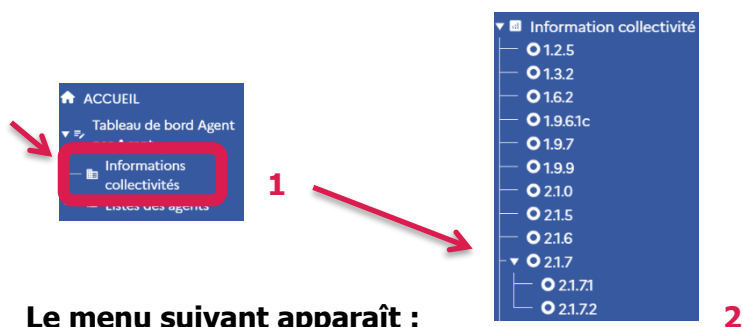 ACCUEIL
Tableau de bord Agent
Informations
collectivités
Listes des agents
1
Information collectivité
1.2.5
1.3.2
1.6.2
1.9.6.1c
1.9.7
1.9.9
2.1.0
2.1.5
2.1.6
2.1.7
2.1.7.1
2.1.7.2
2
Le menu suivant apparaît :